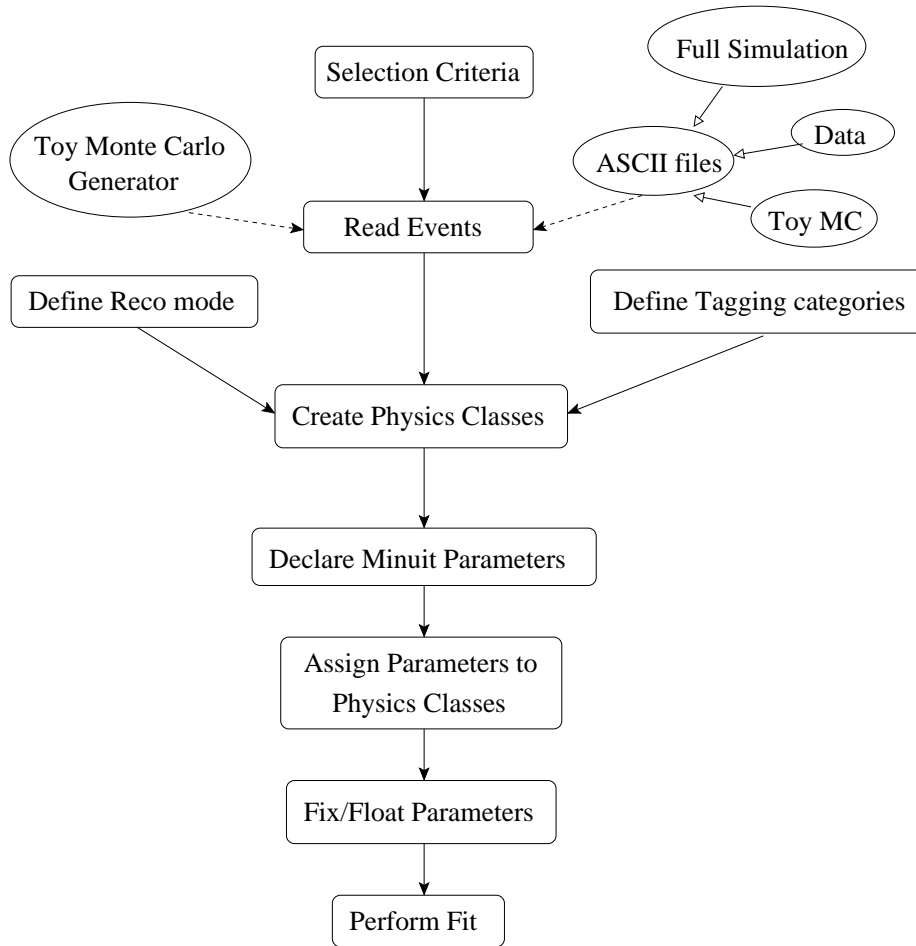 Full Simulation
Selection Criteria
Toy Monte Carlo
Generator
Data
ASCII files
Toy MC
Read Events
Define Reco mode
Define Tagging categories
Create Physics Classes
Declare Minuit Parameters
Assign Parameters to
Physics Classes
Fix/Float Parameters
Perform Fit